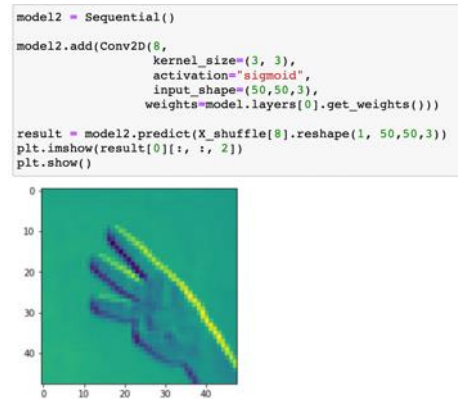 model2 = Sequential()
model2.add(Conv2D(8,
kernel_size=(3, 3),
activation="sigmoid",
input_shape=(50,50,3),
weights=model.layers[0].get_weights()))
result = model2.predict(X_shuffle[8].reshape(1, 50,50,3))
plt.imshow(result[0][:, :, 2])
plt.show()
0
10
20
30
40
0 10 20 30 40